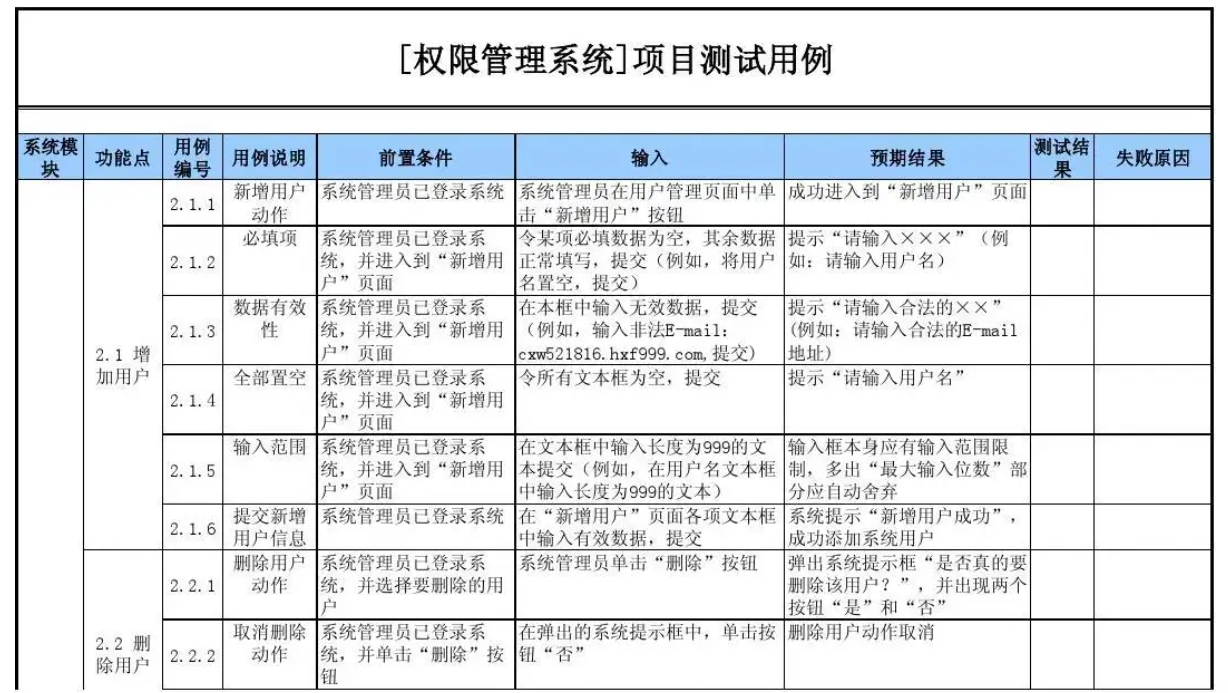 [权限管理系统]项目测试用例
系统模
块
功能点
用例
编号
用例说明
前置条件
输入
预期结果
测试结
果
失败原因
2.1 增
加用户
2.1.1
新增用户
动作
系统管理员已登录系统
系统管理员在用户管理页面中单
击“新增用户”按钮
成功进入到“新增用户”页面
2.1.2
必填项
系统管理员已登录系
统，并进入到“新增用
户”页面
令某项必填数据为空，其余数据
正常填写，提交（例如，将用户
名置空，提交）
提示“请输入×××”（例
如：请输入用户名）
2.1.3
数据有效
性
系统管理员已登录系
统，并进入到“新增用
户”页面
在本框中输入无效数据，提交
（例如，输入非法E-mail：
cxw521816.hxf999.com,提交)
提示“请输入合法的××”
(例如：请输入合法的E-mail
地址)
2.1.4
全部置空
系统管理员已登录系
统，并进入到“新增用
户”页面
令所有文本框为空，提交
提示“请输入用户名”
2.1.5
输入范围
系统管理员已登录系
统，并进入到“新增用
户”页面
在文本框中输入长度为999的文
本提交（例如，在用户名文本框
中输入长度为999的文本）
输入框本身应有输入范围限
制，多出“最大输入位数”部
分应自动舍弃
2.1.6
提交新增
用户信息
系统管理员已登录系统
在“新增用户”页面各项文本框
中输入有效数据，提交
系统提示“新增用户成功”，
成功添加系统用户
2.2 删
除用户
2.2.1
删除用户
动作
系统管理员已登录系
统，并选择要删除的用
户
系统管理员单击“删除”按钮
弹出系统提示框“是否真的要
删除该用户？”，并出现两个
按钮“是”和“否”
2.2.2
取消删除
动作
系统管理员已登录系
统，并单击“删除”按
钮
在弹出的系统提示框中，单击按
钮“否”
删除用户动作取消